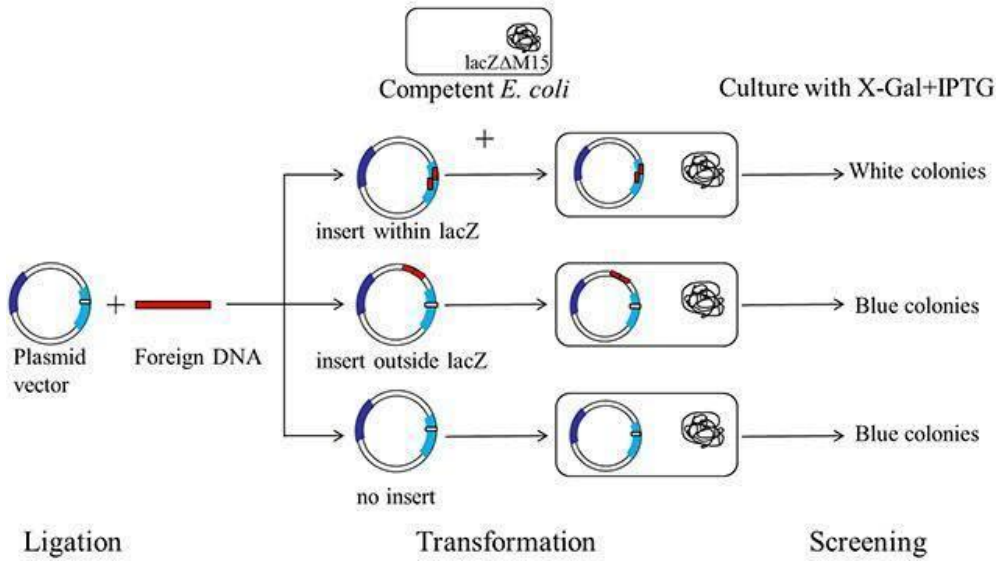 lacZΔM15
Competent E. coli
Culture with X-Gal+IPTG
+
White colonies
insert within lacZ
+
Plasmid
vector
Foreign DNA
insert outside lacZ
Blue colonies
Blue colonies
no insert
Ligation
Transformation
Screening